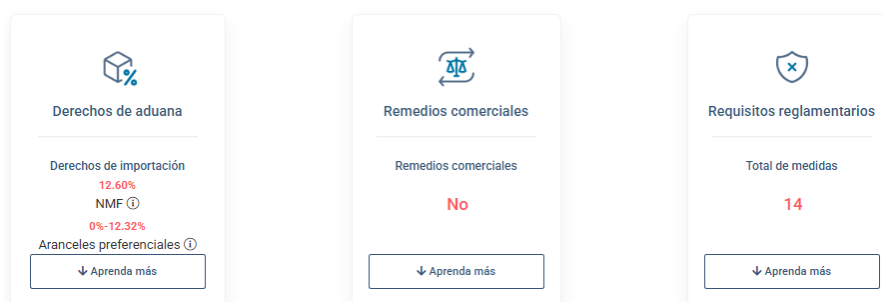 Derechos de aduana
Derechos de importación
12.60%
NMF
0%-12.32%
Aranceles preferenciales
Aprenda más
Remedios comerciales
Remedios comerciales
No
Aprenda más
Requisitos reglamentarios
Total de medidas
14
Aprenda más